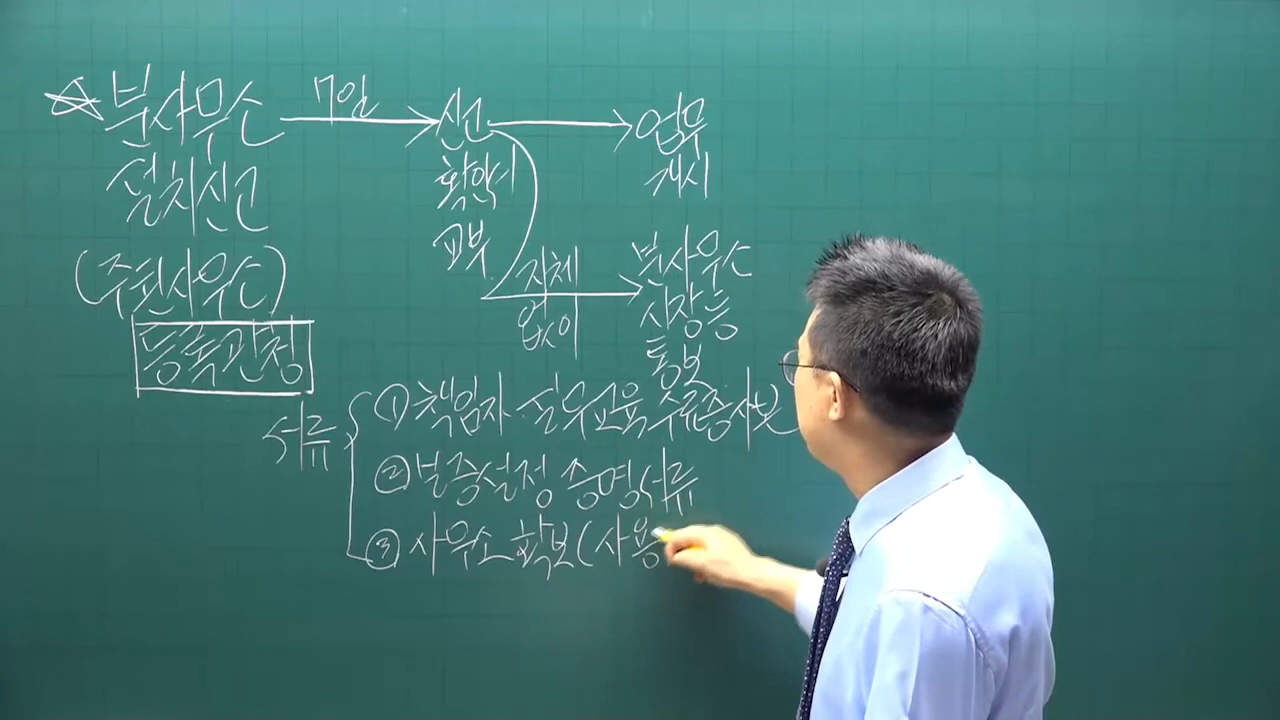 ☆ 분사무소 7일 신고 업무
설치신고 확인서 개시
(주된사무소) 교부
지체 분사무소
등록관청 없이 시장등
통보
서류 ① 책임자 실무교육 수료증사본
② 보증설정 증명서류
③ 사무소 확보(사용